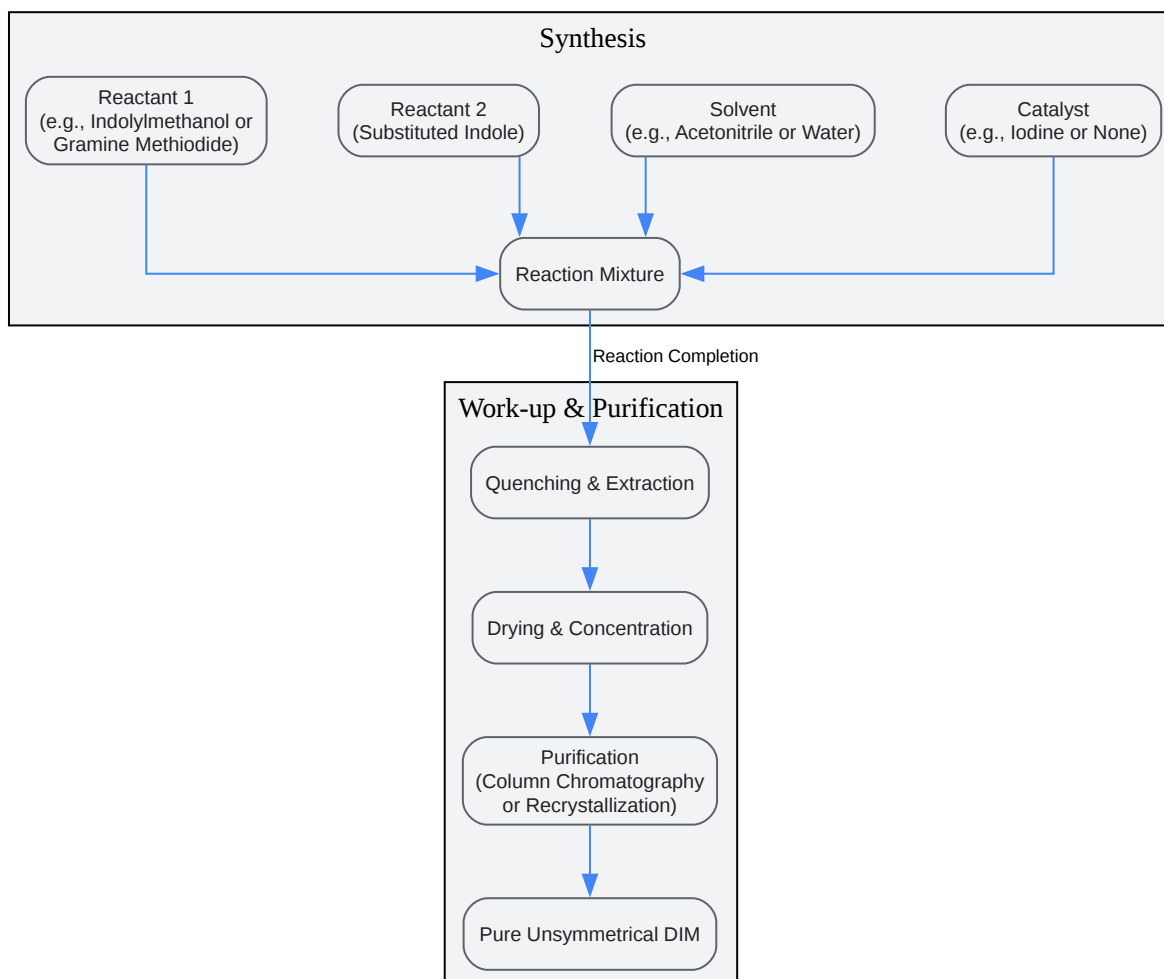 Synthesis
Reactant 1
(e.g., Indolylmethanol or
Gramine Methiodide)
Reactant 2
(Substituted Indole)
Solvent
(e.g., Acetonitrile or Water)
Catalyst
(e.g., Iodine or None)
Reaction Mixture
Reaction Completion
Work-up & Purification
Quenching & Extraction
Drying & Concentration
Purification
(Column Chromatography
or Recrystallization)
Pure Unsymmetrical DIM